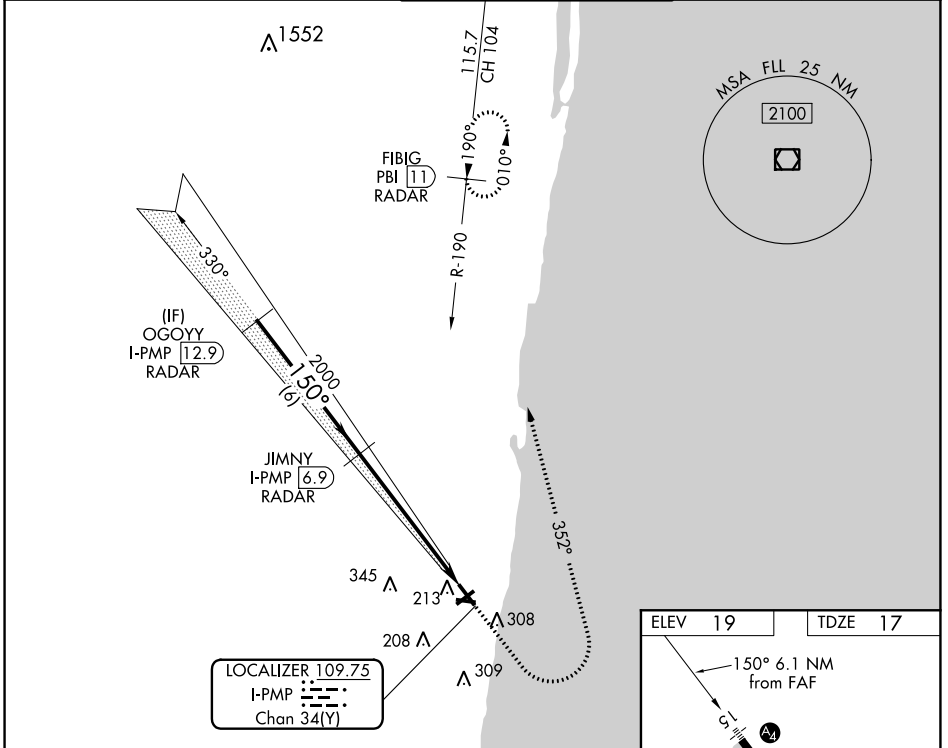 1552
115.7
CH 104
MSA FLL 25 NM
2100
190°
010°
FIBIG
PBI 11
RADAR
R-190
330°
(IF)
OGOYY
I-PMP 12.9
RADAR
2000
150°
(6)
JIMNY
I-PMP 6.9
RADAR
352°
345
213
308
208
309
LOCALIZER 109.75
I-PMP
Chan 34(Y)
ELEV 19
TDZE 17
150° 6.1 NM
from FAF
15
A4